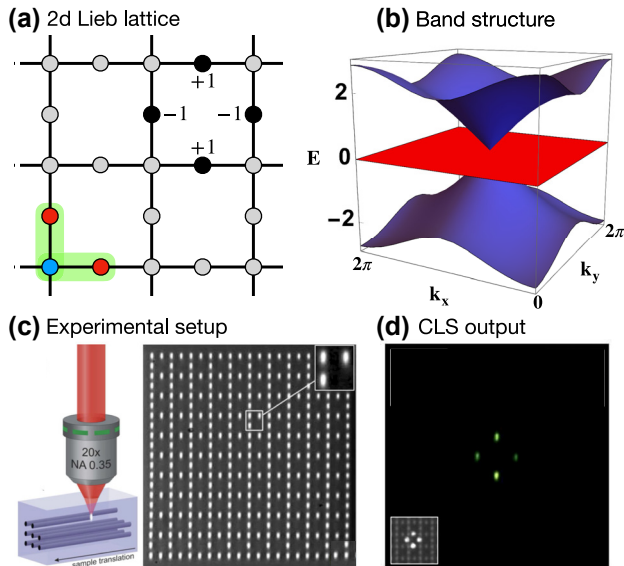 (a) 2d Lieb lattice
+1
−1
−1
+1
(b) Band structure
2
0
−2
E
2π
k_x
0
k_y
2π
(c) Experimental setup
20x
NA 0.35
sample translation
(d) CLS output